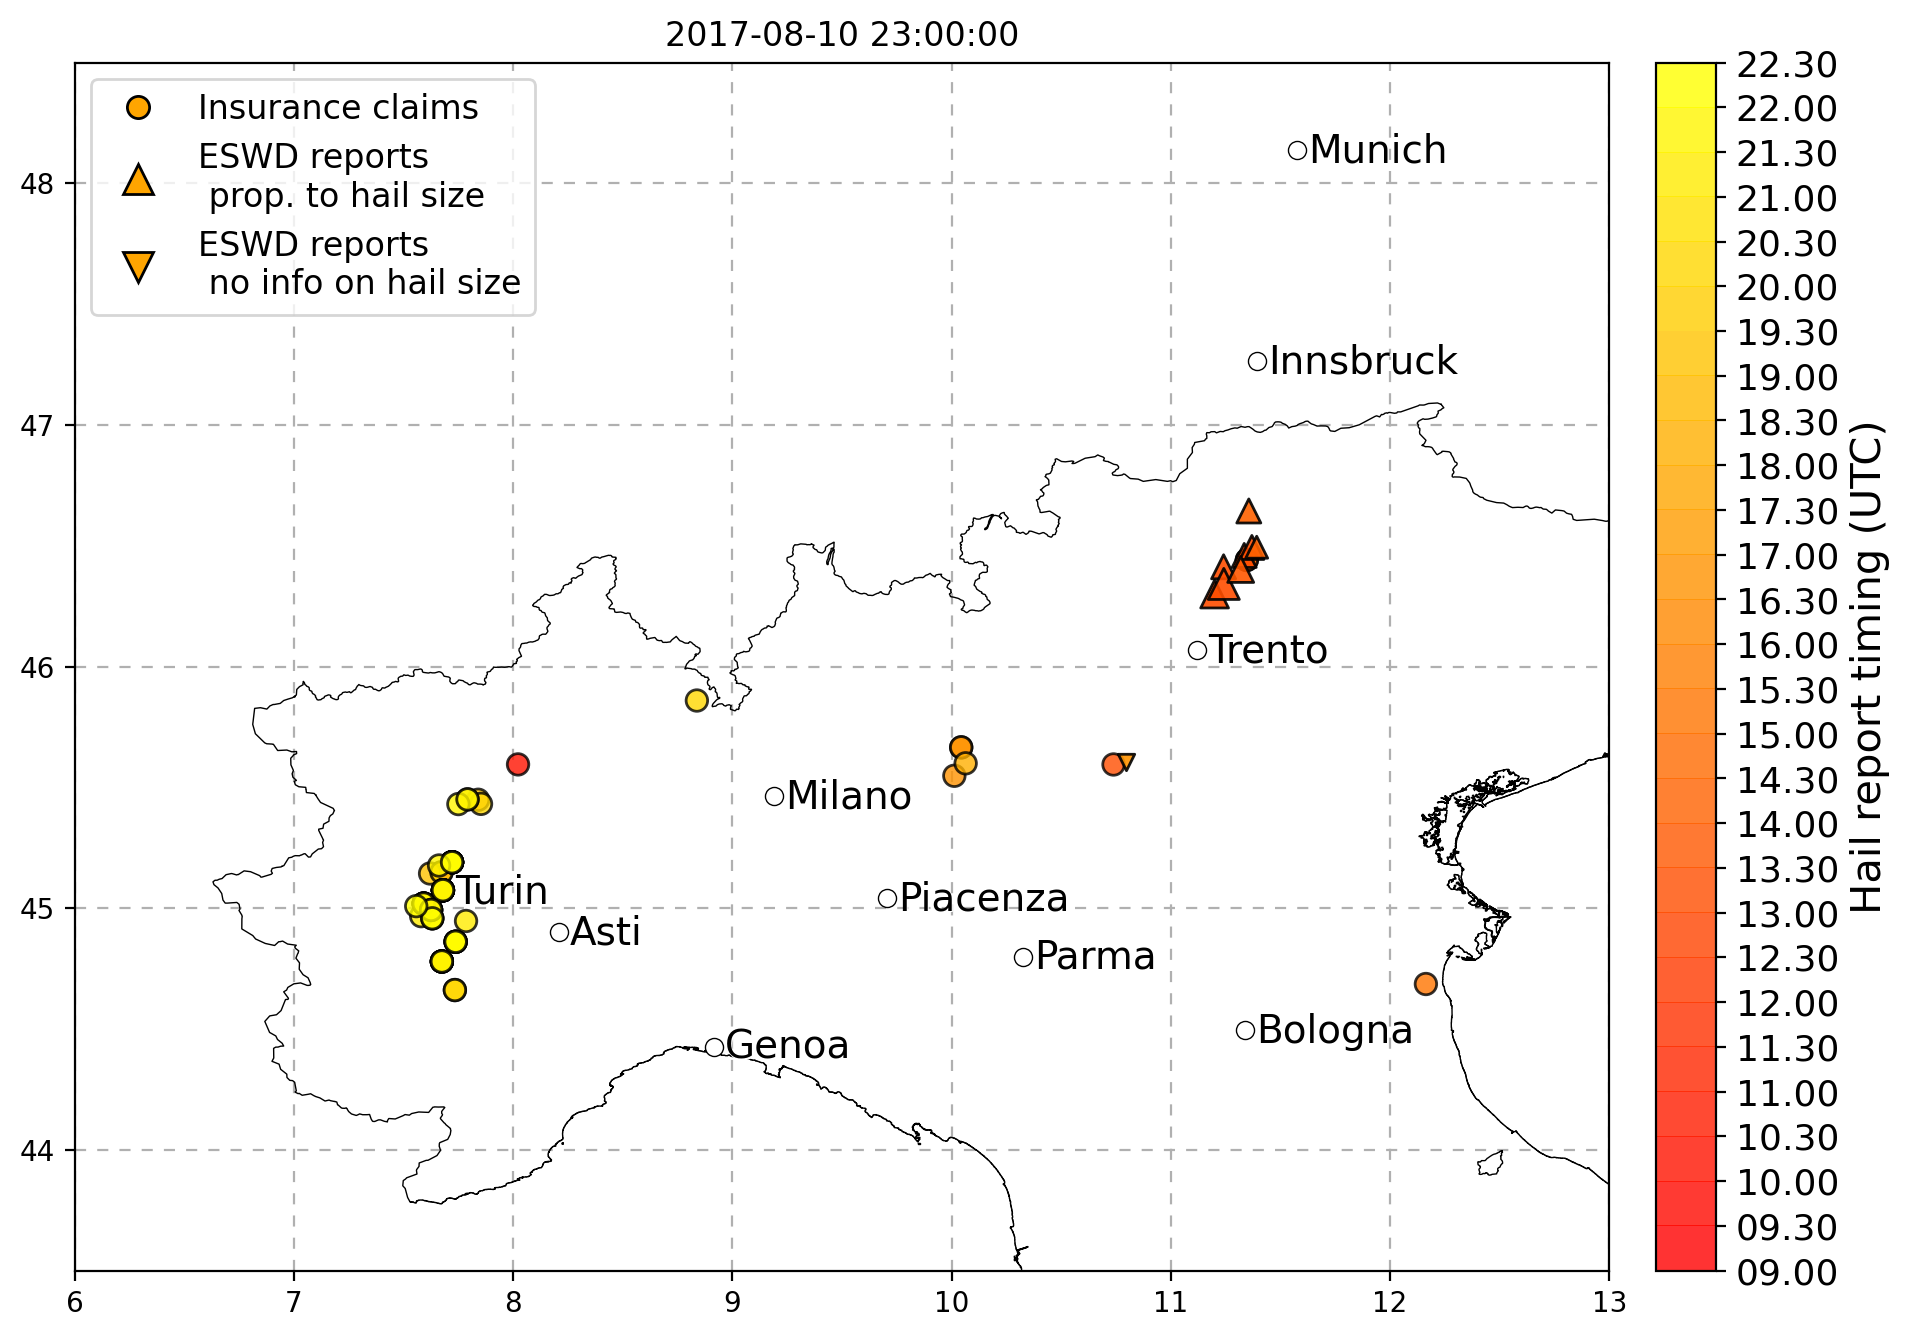 2017-08-10 23:00:00
Insurance claims
ESWD reports
prop. to hail size
ESWD reports
no info on hail size
Munich
Innsbruck
Trento
Milano
Turin
Piacenza
Asti
Parma
Bologna
Genoa
48
47
46
45
44
6
7
8
9
10
11
12
13
22.30
22.00
21.30
21.00
20.30
20.00
19.30
19.00
18.30
18.00
17.30
17.00
16.30
16.00
15.30
15.00
14.30
14.00
13.30
13.00
12.30
12.00
11.30
11.00
10.30
10.00
09.30
09.00
Hail report timing (UTC)